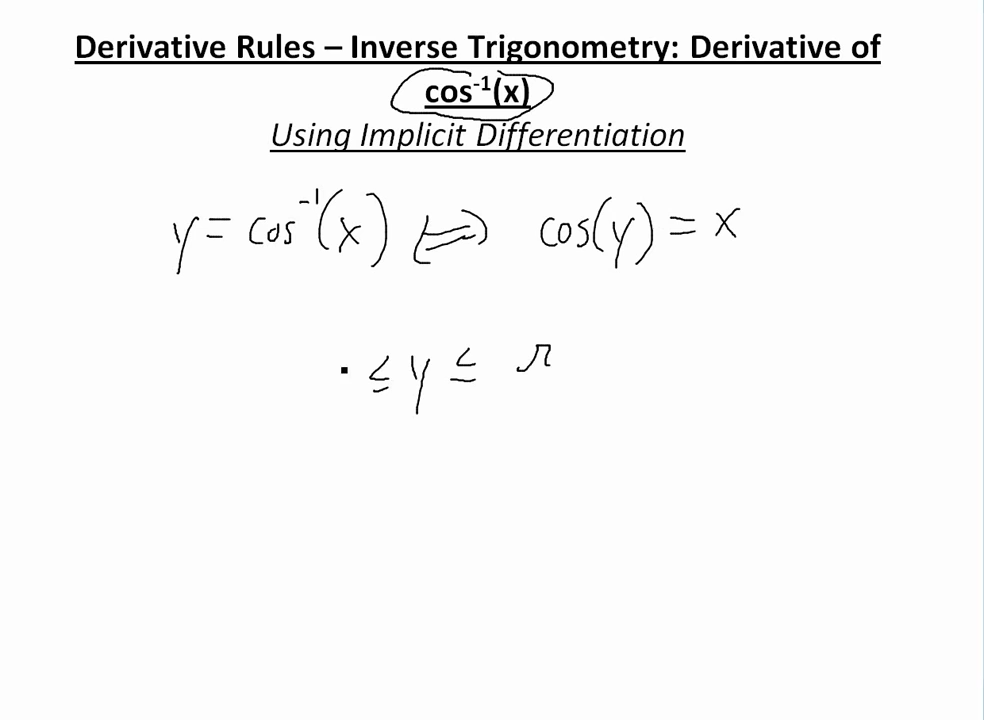 Derivative Rules – Inverse Trigonometry: Derivative of
cos⁻¹(x)
Using Implicit Differentiation
y = cos⁻¹(x) ⟺ cos(y) = x
≤ y ≤ π